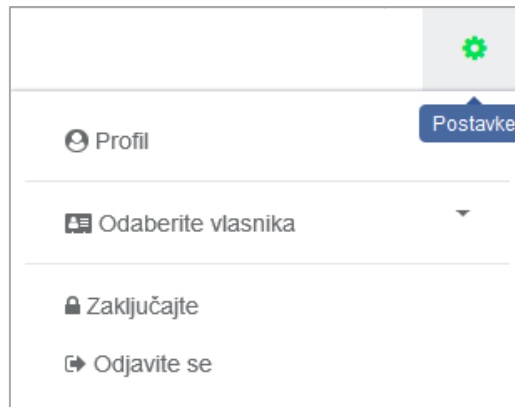 Postavke
Profil
Odaberite vlasnika
Zaključajte
Odjavite se